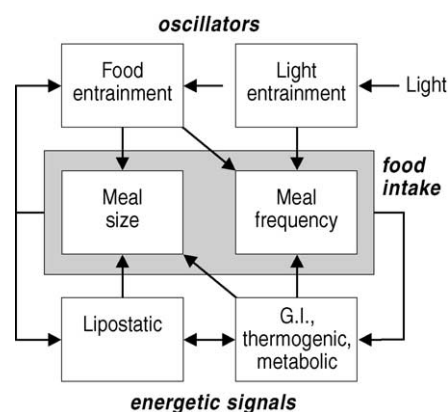 oscillators
Food
entrainment
Light
entrainment
Light
food
intake
Meal
size
Meal
frequency
Lipostatic
G.I.,
thermogenic,
metabolic
energetic signals